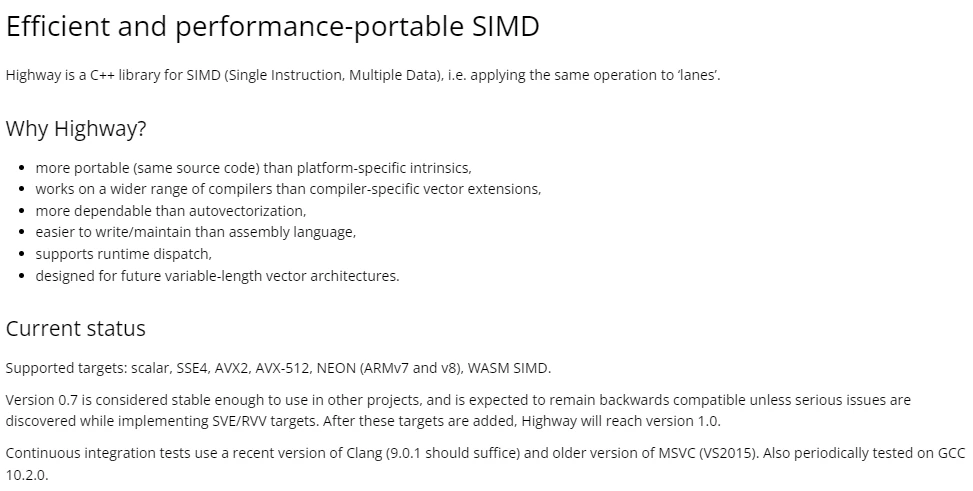 Efficient and performance-portable SIMD
Highway is a C++ library for SIMD (Single Instruction, Multiple Data), i.e. applying the same operation to ‘lanes’.
Why Highway?
• more portable (same source code) than platform-specific intrinsics,
• works on a wider range of compilers than compiler-specific vector extensions,
• more dependable than autovectorization,
• easier to write/maintain than assembly language,
• supports runtime dispatch,
• designed for future variable-length vector architectures.
Current status
Supported targets: scalar, SSE4, AVX2, AVX-512, NEON (ARMv7 and v8), WASM SIMD.
Version 0.7 is considered stable enough to use in other projects, and is expected to remain backwards compatible unless serious issues are
discovered while implementing SVE/RVV targets. After these targets are added, Highway will reach version 1.0.
Continuous integration tests use a recent version of Clang (9.0.1 should suffice) and older version of MSVC (VS2015). Also periodically tested on GCC
10.2.0.